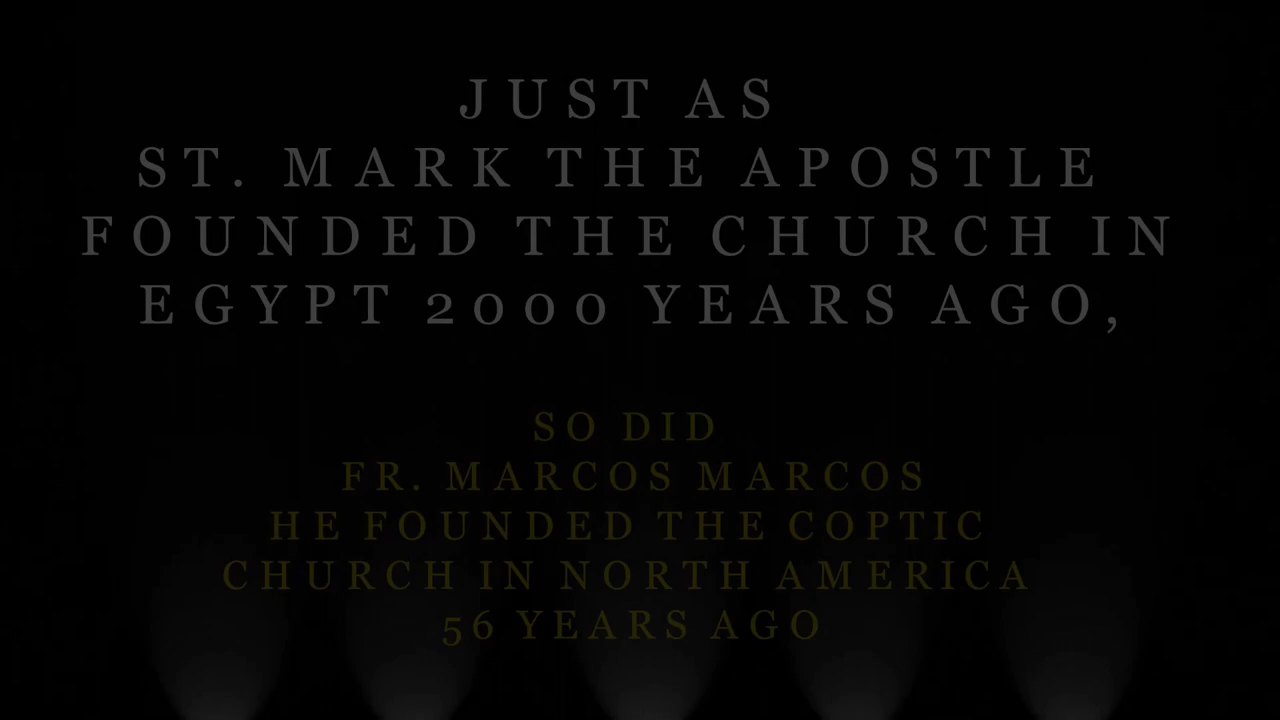 JUST AS
ST. MARK THE APOSTLE
FOUNDED THE CHURCH IN
EGYPT 2000 YEARS AGO,
SO DID
FR. MARCOS MARCOS
HE FOUNDED THE COPTIC
CHURCH IN NORTH AMERICA
56 YEARS AGO